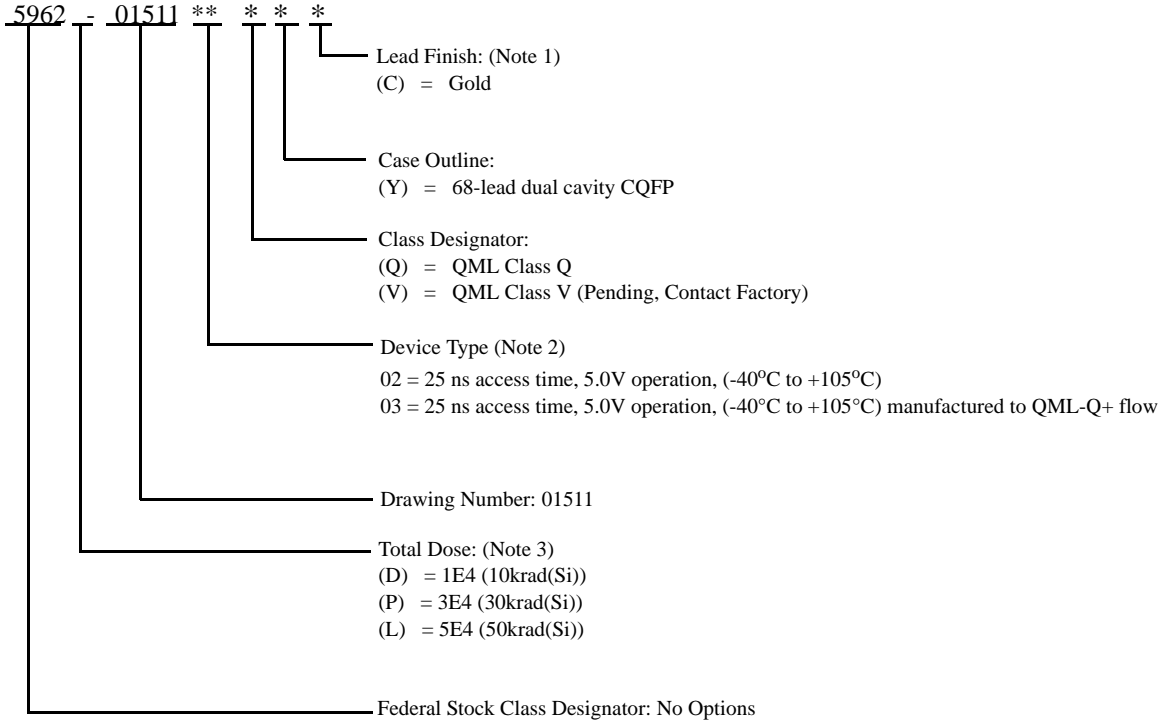 5962 - 01511 ** * * *
Lead Finish: (Note 1)
(C) = Gold
Case Outline:
(Y) = 68-lead dual cavity CQFP
Class Designator:
(Q) = QML Class Q
(V) = QML Class V (Pending, Contact Factory)
Device Type (Note 2)
02 = 25 ns access time, 5.0V operation, (-40°C to +105°C)
03 = 25 ns access time, 5.0V operation, (-40°C to +105°C) manufactured to QML-Q+ flow
Drawing Number: 01511
Total Dose: (Note 3)
(D) = 1E4 (10krad(Si))
(P) = 3E4 (30krad(Si))
(L) = 5E4 (50krad(Si))
Federal Stock Class Designator: No Options